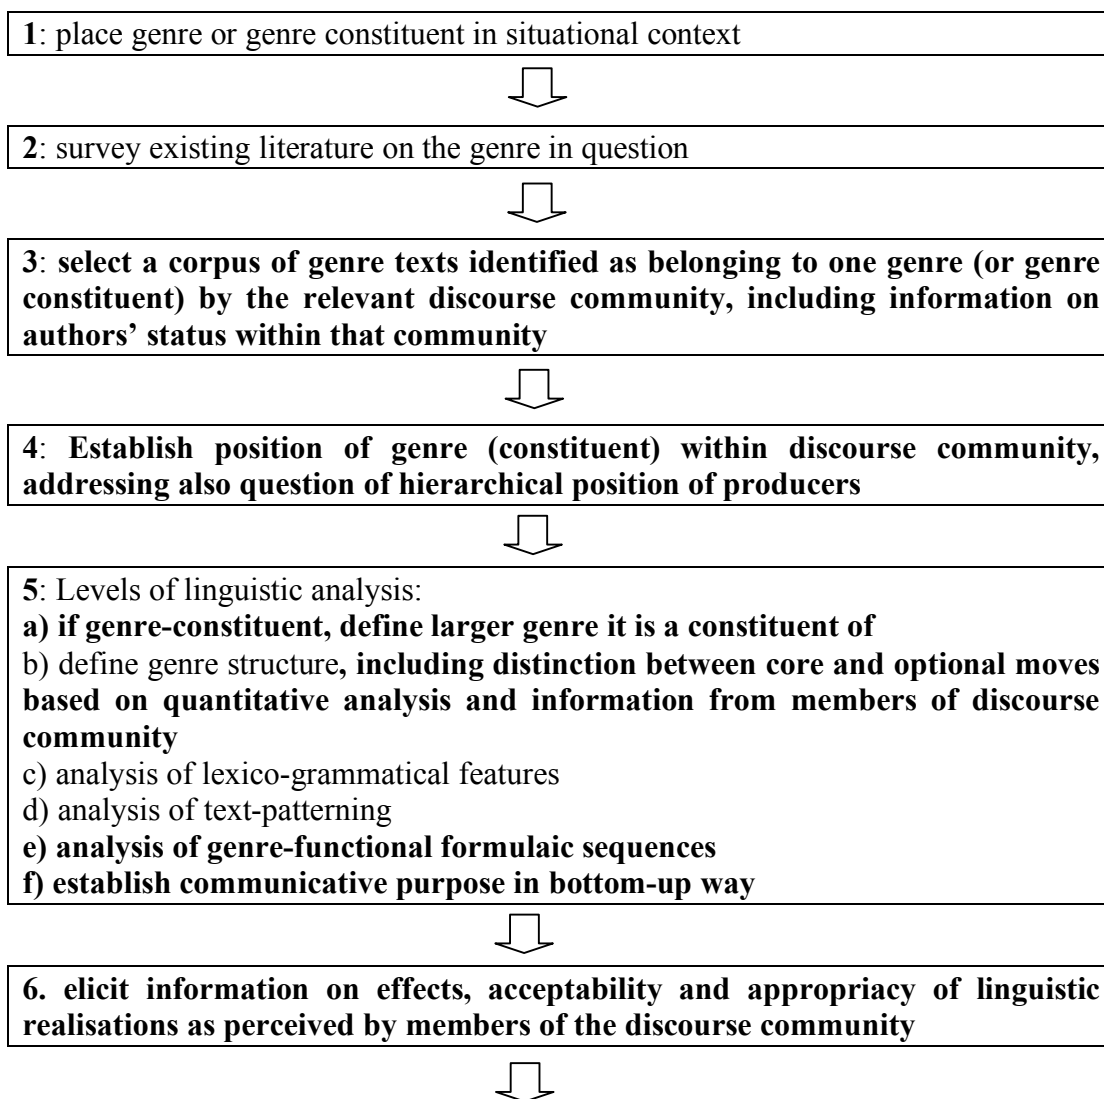 1: place genre or genre constituent in situational context
2: survey existing literature on the genre in question
3: select a corpus of genre texts identified as belonging to one genre (or genre
constituent) by the relevant discourse community, including information on
authors’ status within that community
4: Establish position of genre (constituent) within discourse community,
addressing also question of hierarchical position of producers
5: Levels of linguistic analysis:
a) if genre-constituent, define larger genre it is a constituent of
b) define genre structure, including distinction between core and optional moves
based on quantitative analysis and information from members of discourse
community
c) analysis of lexico-grammatical features
d) analysis of text-patterning
e) analysis of genre-functional formulaic sequences
f) establish communicative purpose in bottom-up way
6. elicit information on effects, acceptability and appropriacy of linguistic
realisations as perceived by members of the discourse community